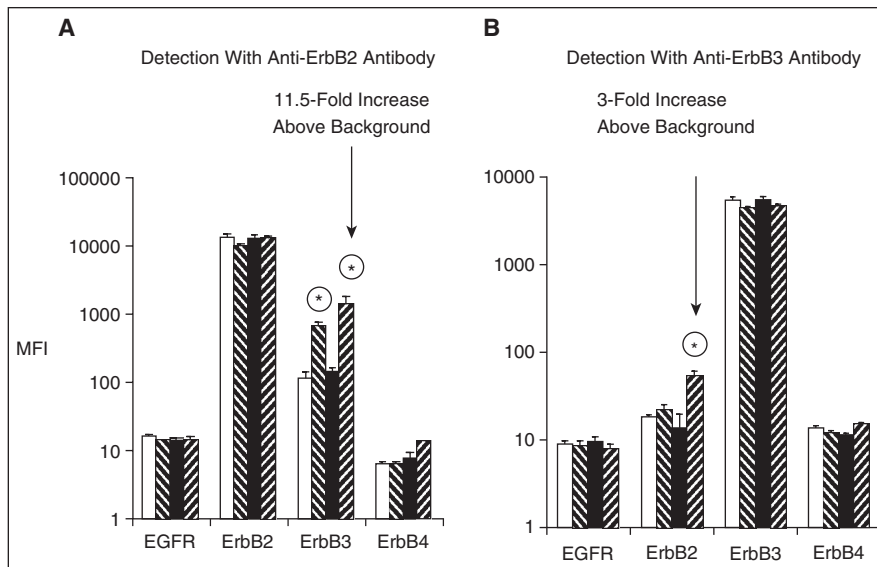 A
Detection With Anti-ErbB2 Antibody
11.5-Fold Increase
Above Background
MFI
100000
10000
1000
100
10
1
*
*
EGFR ErbB2 ErbB3 ErbB4
B
Detection With Anti-ErbB3 Antibody
3-Fold Increase
Above Background
10000
1000
100
10
1
*
EGFR ErbB2 ErbB3 ErbB4